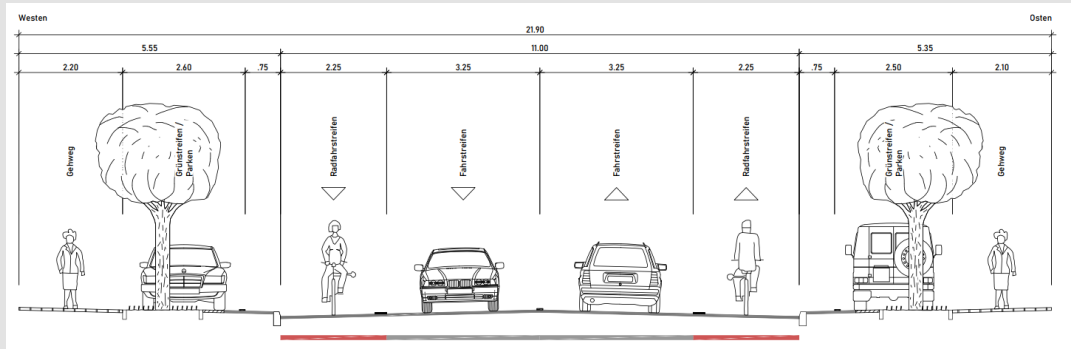 Westen
Osten
21.90
5.55
11.00
5.35
2.20
2.60
.75
2.25
3.25
3.25
2.25
.75
2.50
2.10
Gehweg
Grünstreifen
Parken
Radfahrstreifen
Fahrstreifen
Fahrstreifen
Radfahrstreifen
Grünstreifen
Parken
Gehweg